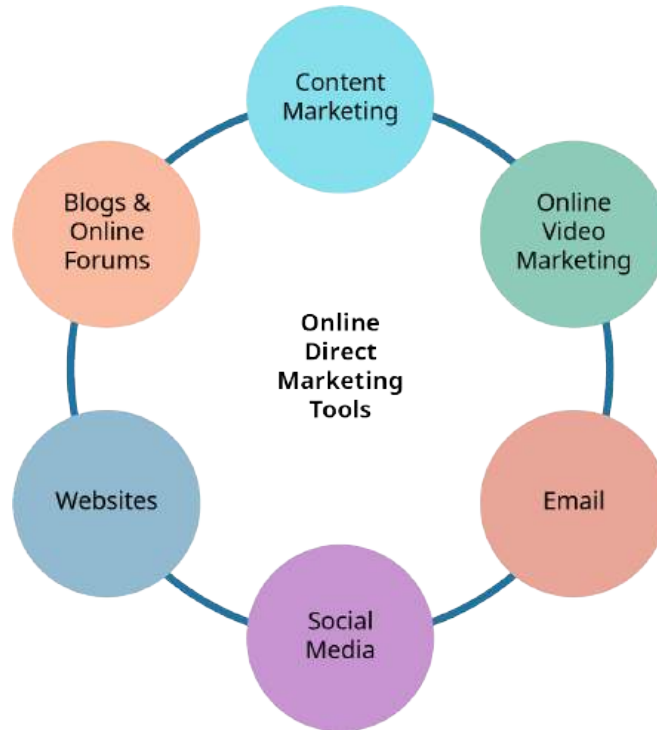 Content
Marketing
Online
Video
Marketing
Email
Social
Media
Websites
Blogs &
Online
Forums
Online
Direct
Marketing
Tools